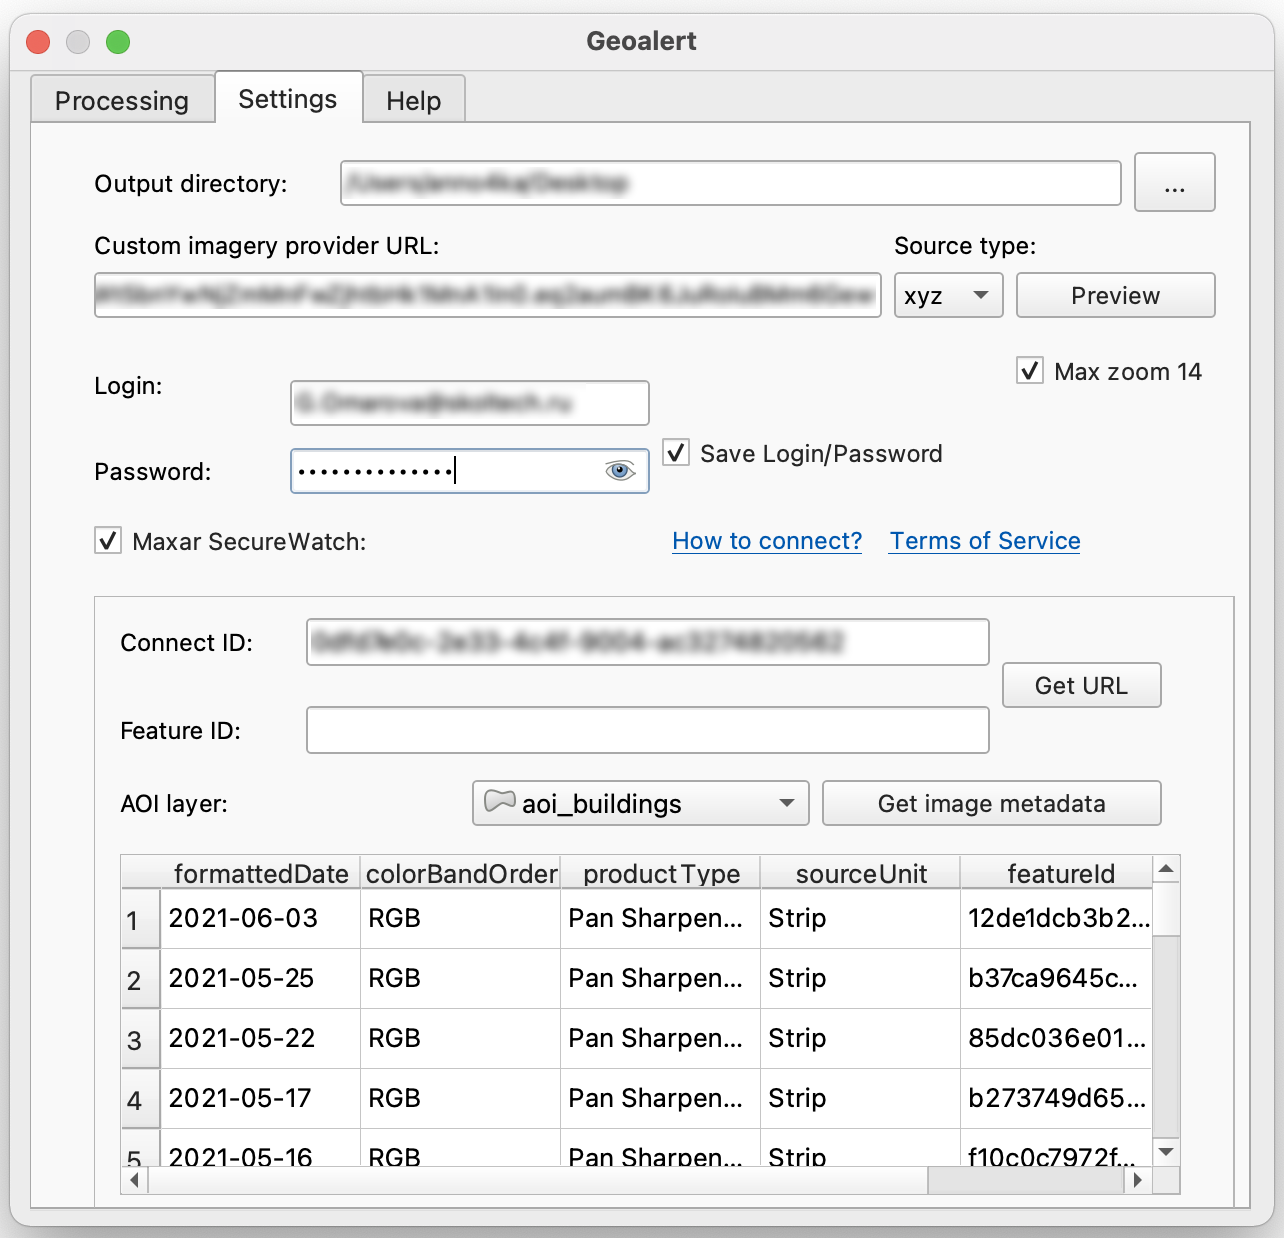 Geoalert
Processing Settings Help
Output directory: ...
Custom imagery provider URL: Source type:
xyz Preview
Max zoom 14
Login:
Save Login/Password
Password: ••••••••••••••
Maxar SecureWatch: How to connect? Terms of Service
Connect ID:
Get URL
Feature ID:
AOI layer: aoi_buildings Get image metadata
formattedDate colorBandOrder productType sourceUnit featureId
1 2021-06-03 RGB Pan Sharpen... Strip 12de1dcb3b2...
2 2021-05-25 RGB Pan Sharpen... Strip b37ca9645c...
3 2021-05-22 RGB Pan Sharpen... Strip 85dc036e01...
4 2021-05-17 RGB Pan Sharpen... Strip b273749d65...
5 2021-05-16 RGB Pan Sharpen... Strip f10c0c7972f...